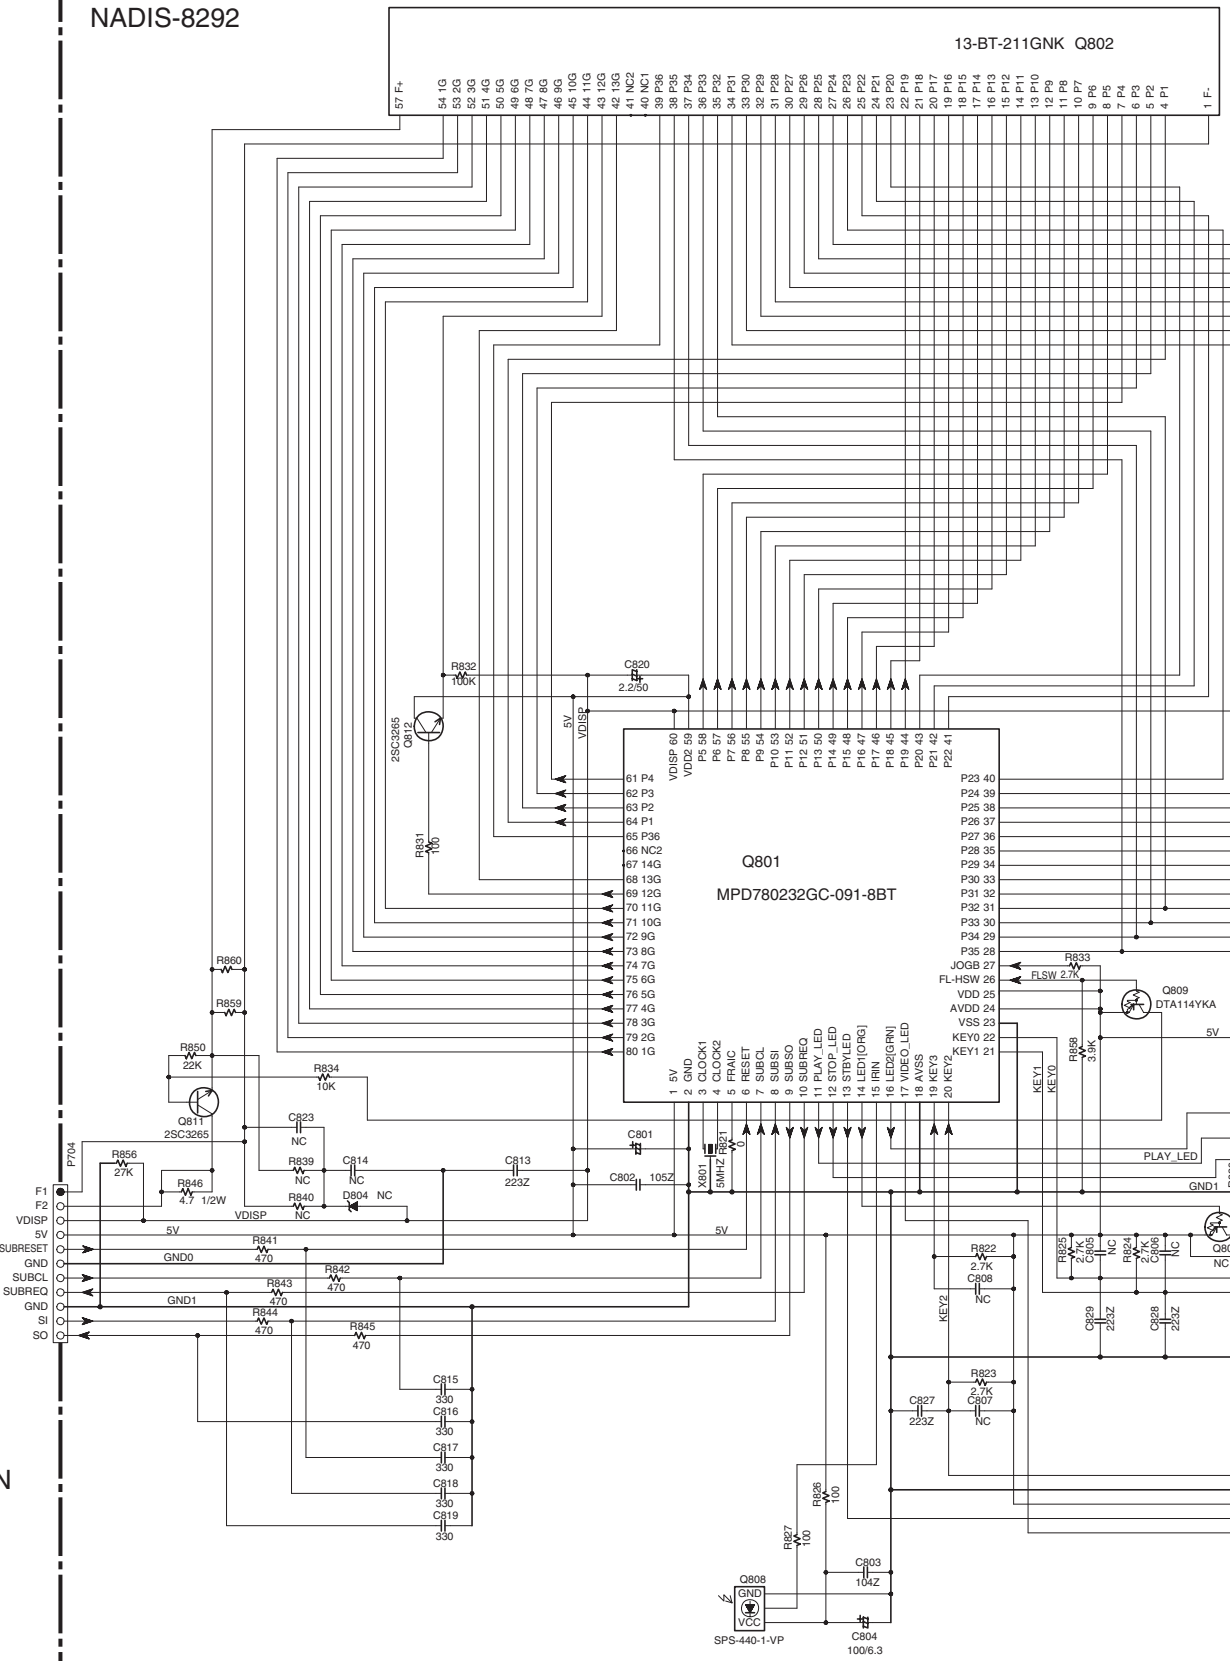 NADIS-8292
13-BT-211GNK Q802
57 F+
54 1G
53 2G
52 3G
51 4G
50 5G
49 6G
48 7G
47 8G
46 9G
45 10G
44 11G
43 12G
42 13G
41 NC2
40 NC1
39 P36
38 P35
37 P34
36 P33
35 P32
34 P31
33 P30
32 P29
31 P28
30 P27
29 P26
28 P25
27 P24
26 P23
25 P22
24 P21
23 P20
22 P19
21 P18
20 P17
19 P16
18 P15
17 P14
16 P13
15 P12
14 P11
13 P10
12 P9
11 P8
10 P7
9 P6
8 P5
7 P4
6 P3
5 P2
4 P1
1 F-
R832
100K
C820
2.2/50
2SC3265
Q812
5V
VDISP
R831
100
VDISP 60
VDD2 59
P5 58
P6 57
P7 56
P8 55
P9 54
P10 53
P11 52
P12 51
P13 50
P14 49
P15 48
P16 47
P17 46
P18 45
P19 44
P20 43
P21 42
P22 41
61 P4
62 P3
63 P2
64 P1
65 P36
66 NC2
67 14G
68 13G
69 12G
70 11G
71 10G
72 9G
73 8G
74 7G
75 6G
76 5G
77 4G
78 3G
79 2G
80 1G
Q801
MPD780232GC-091-8BT
P23 40
P24 39
P25 38
P26 37
P27 36
P28 35
P29 34
P30 33
P31 32
P32 31
P33 30
P34 29
P35 28
JOGB 27
FL-HSW 26
VDD 25
AVDD 24
VSS 23
KEY0 22
KEY1 21
1 5V
2 GND
3 CLOCK1
4 CLOCK2
5 FRAIC
6 RESET
7 SUBCL
8 SUBSI
9 SUBSO
10 SUBREQ
11 PLAY_LED
12 STOP_LED
13 STBYLED
14 LED1[ORG]
15 IRIN
16 LED2[GRN]
17 VIDEO_LED
18 AVSS
19 KEY3
20 KEY2
R833
FLSW 2.7K
Q809
DTA114YKA
5V
R858
3.9K
KEY1
KEY0
R860
R859
R850
22K
R834
10K
Q811
2SC3265
C823
NC
P704
R856
27K
R839
NC
C814
NC
C813
223Z
R846
4.7 1/2W
R840
NC
D804 NC
VDISP
C801
C802 105Z
X801
5MHZ
R821
0
PLAY_LED
GND1
F1
F2
VDISP
5V
SUBRESET
GND
SUBCL
SUBREQ
GND
SI
SO
5V
5V
R841
470
GND0
R842
470
R843
470
GND1
R844
470
R845
470
R822
2.7K
C808
NC
KEY2
R825
2.7K
C805
NC
R824
2.7K
C806
NC
NC
C829
223Z
C828
223Z
R823
2.7K
C827
223Z
C807
NC
C815
330
C816
330
C817
330
C818
330
C819
330
N
R826
100
R827
100
C803
104Z
Q808
GND
VCC
SPS-440-1-VP
C804
100/6.3